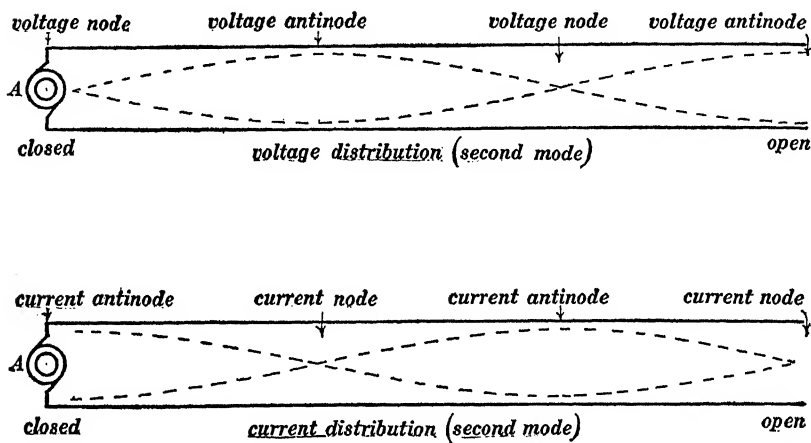 voltage node voltage antinode voltage node voltage antinode
A
closed voltage distribution (second mode) open
current antinode current node current antinode current node
A
closed current distribution (second mode) open